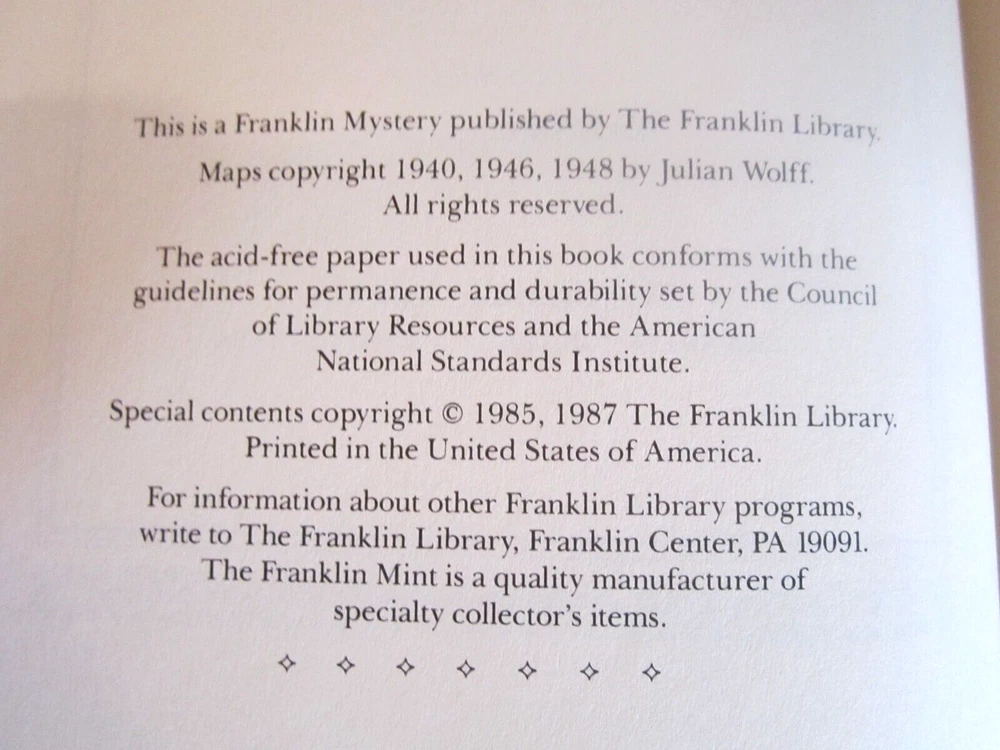 This is a Franklin Mystery published by The Franklin Library.
Maps copyright 1940, 1946, 1948 by Julian Wolff.
All rights reserved.
The acid-free paper used in this book conforms with the
guidelines for permanence and durability set by the Council
of Library Resources and the American
National Standards Institute.
Special contents copyright © 1985, 1987 The Franklin Library.
Printed in the United States of America.
For information about other Franklin Library programs,
write to The Franklin Library, Franklin Center, PA 19091.
The Franklin Mint is a quality manufacturer of
specialty collector's items.